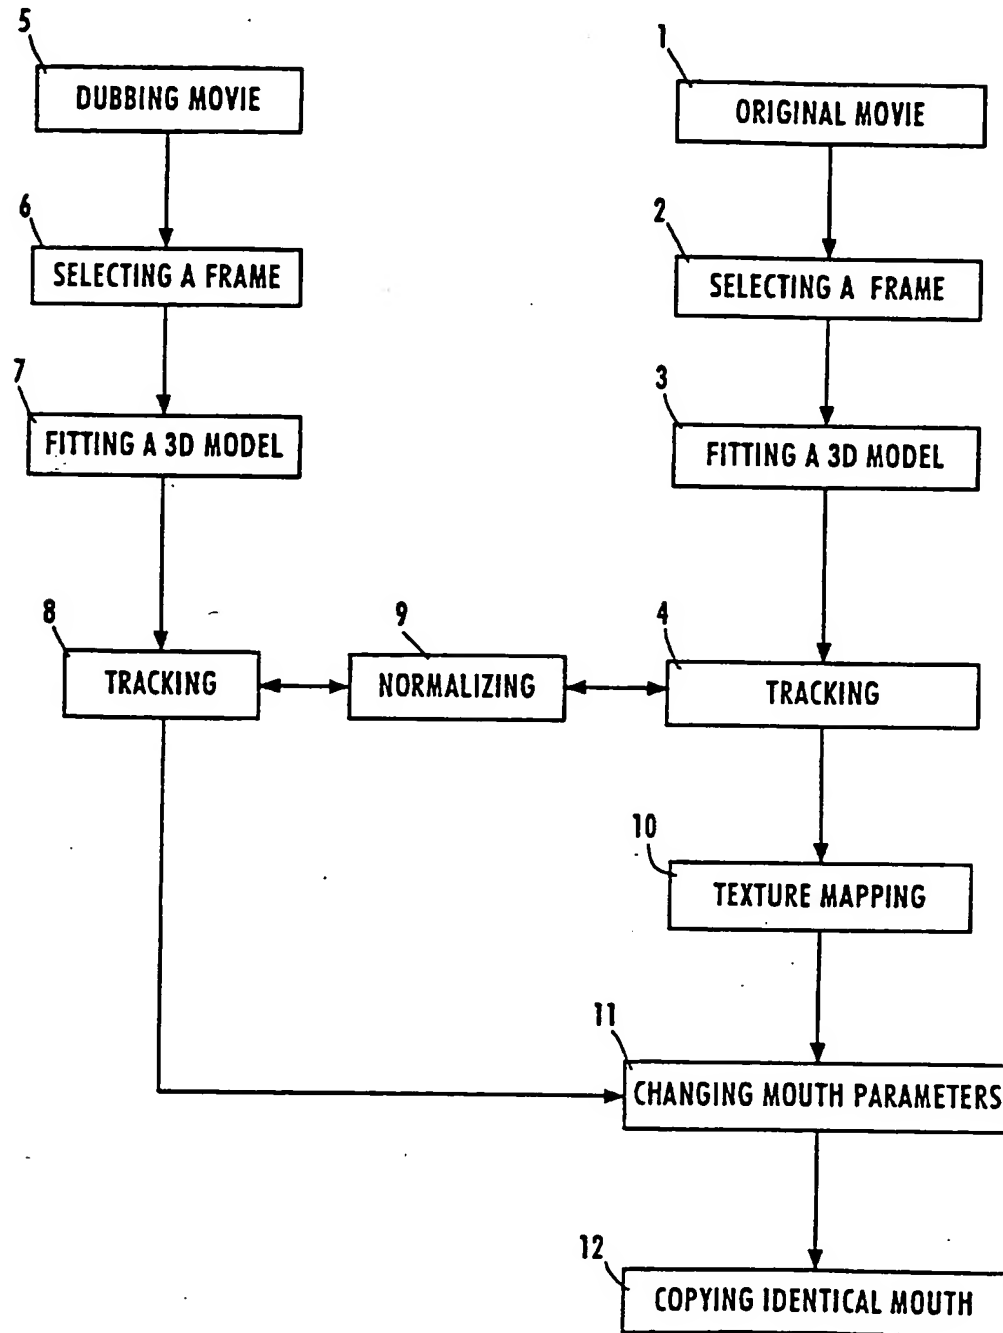 5
DUBBING MOVIE
1
ORIGINAL MOVIE
6
SELECTING A FRAME
2
SELECTING A FRAME
7
FITTING A 3D MODEL
3
FITTING A 3D MODEL
8
TRACKING
9
NORMALIZING
4
TRACKING
10
TEXTURE MAPPING
11
CHANGING MOUTH PARAMETERS
12
COPYING IDENTICAL MOUTH